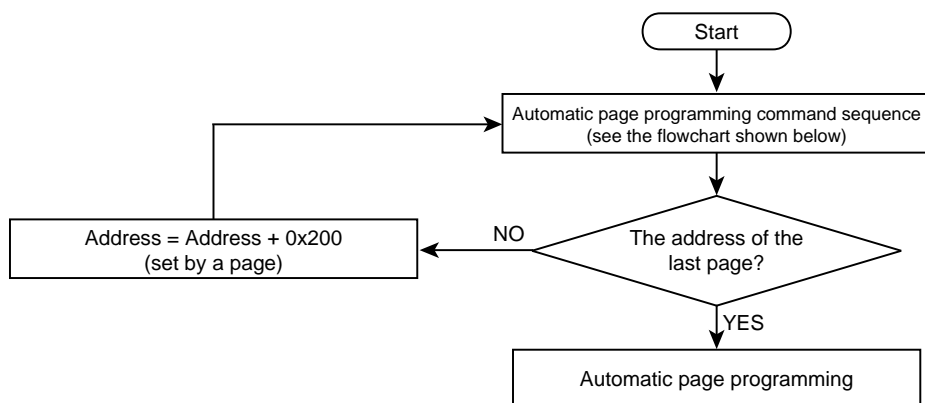 Start
Automatic page programming command sequence
(see the flowchart shown below)
Address = Address + 0x200
(set by a page)
NO
The address of the
last page?
YES
Automatic page programming